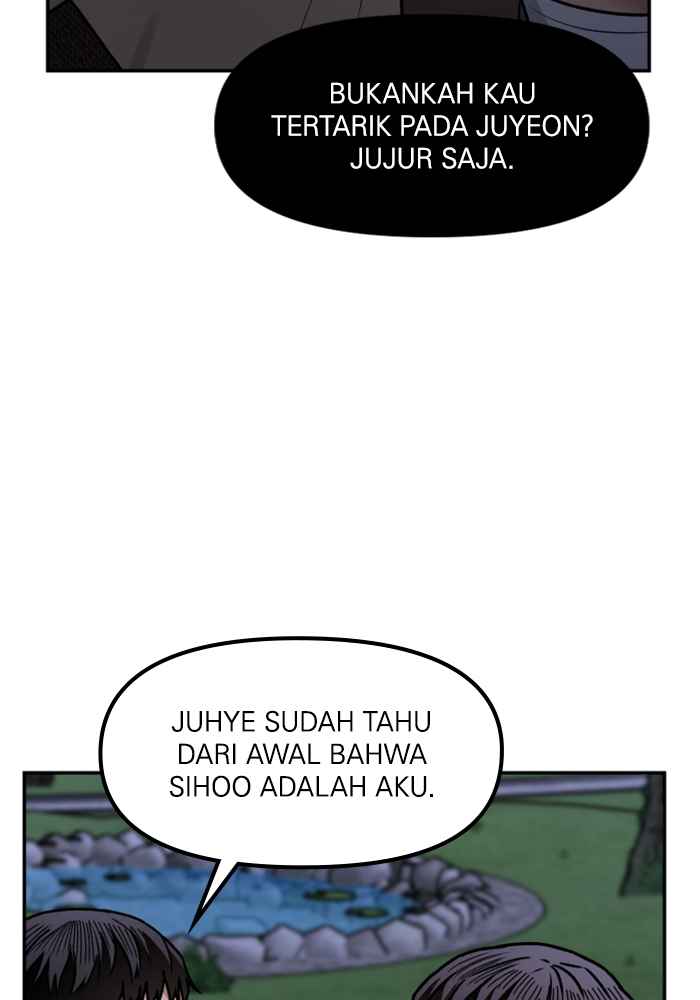 BUKANKAH KAU
TERTARIK PADA JUYEON?
JUJUR SAJA.
JUHYE SUDAH TAHU
DARI AWAL BAHWA
SIHOO ADALAH AKU.